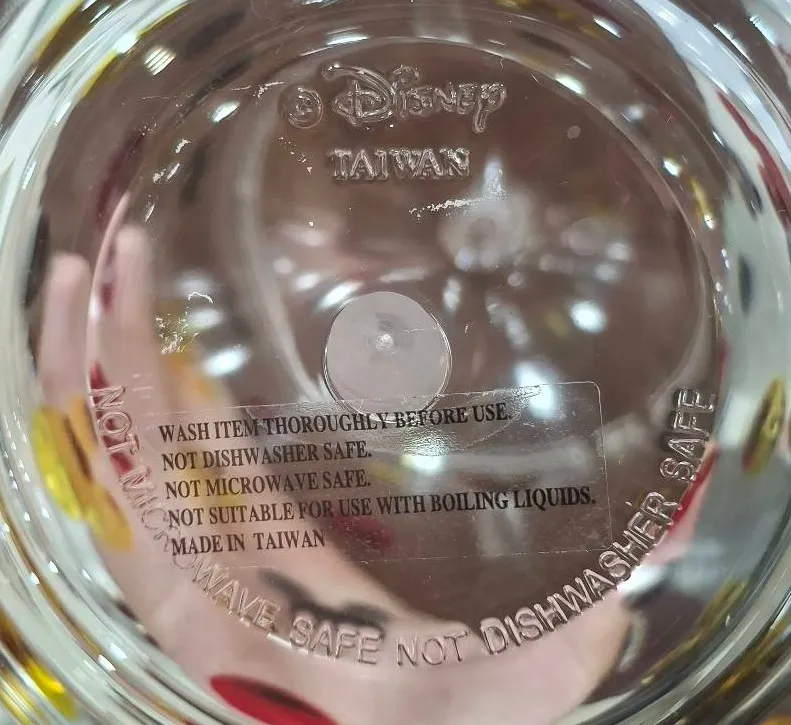 © Disney
TAIWAN
WASH ITEM THOROUGHLY BEFORE USE.
NOT DISHWASHER SAFE.
NOT MICROWAVE SAFE.
NOT SUITABLE FOR USE WITH BOILING LIQUIDS.
MADE IN TAIWAN
NOT MICROWAVE SAFE NOT DISHWASHER SAFE